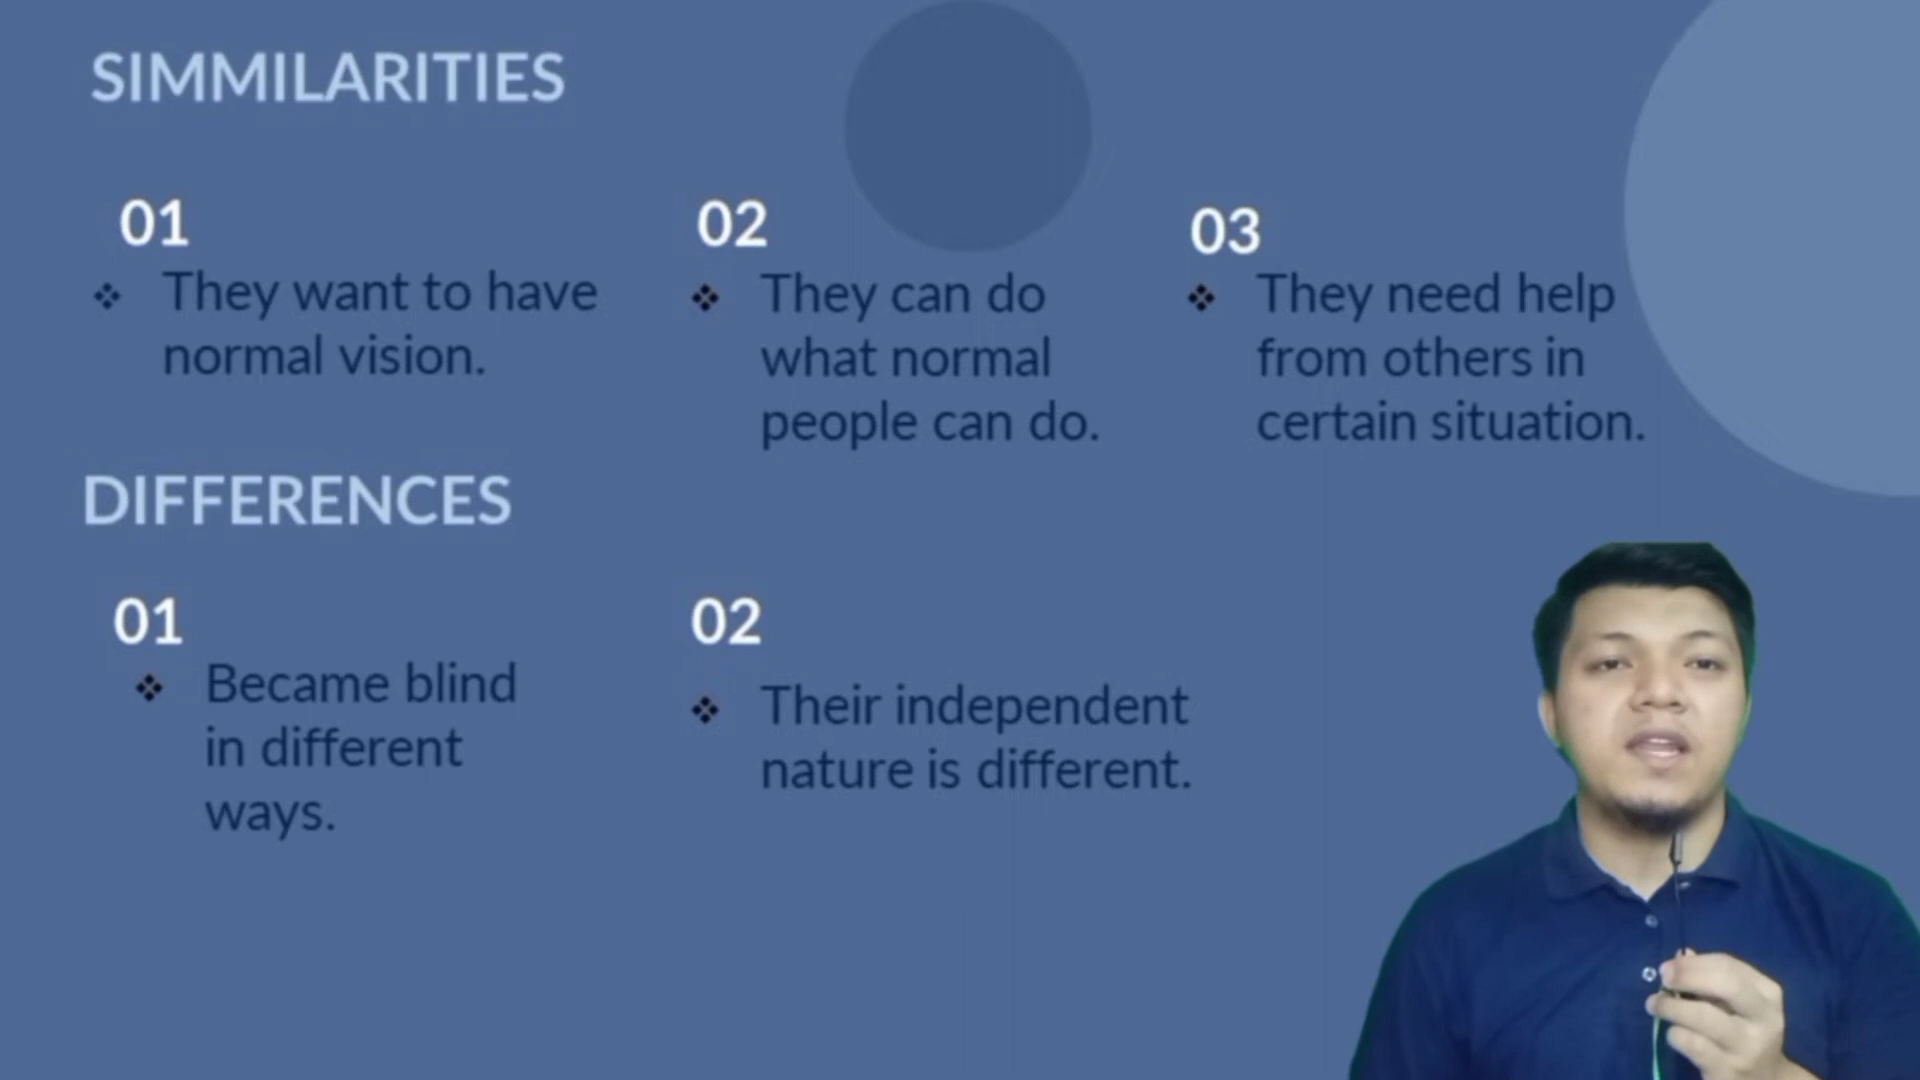 SIMMILARITIES
01
They want to have
normal vision.
02
They can do
what normal
people can do.
03
They need help
from others in
certain situation.
DIFFERENCES
01
Became blind
in different
ways.
02
Their independent
nature is different.